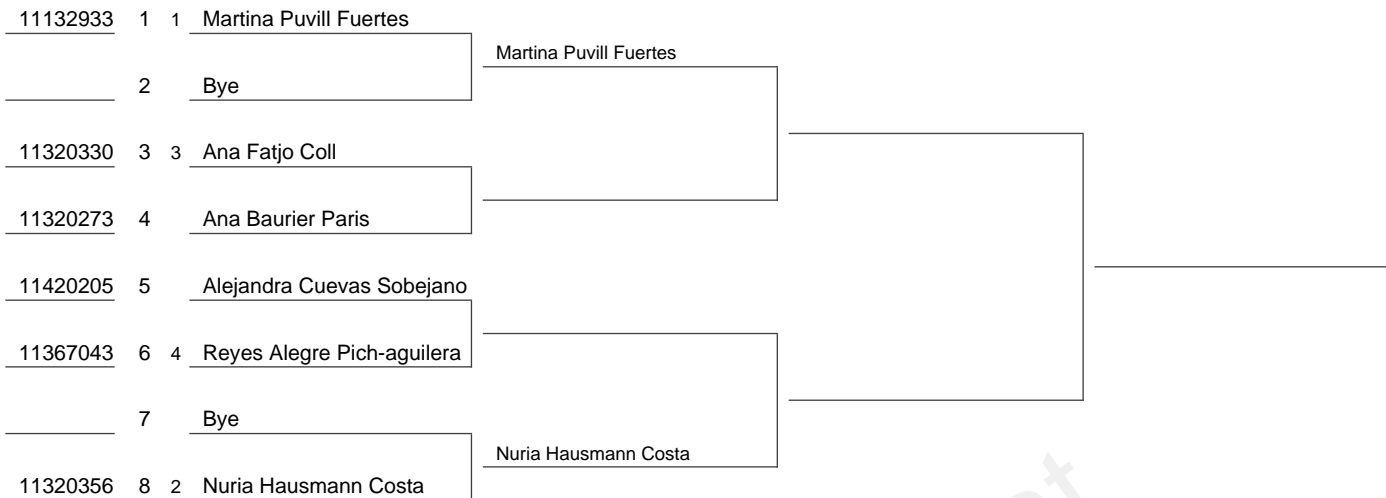 11132933 1 1 Martina Puvill Fuertes
Martina Puvill Fuertes
2 Bye
11320330 3 3 Ana Fatjo Coll
11320273 4 Ana Baurier Paris
11420205 5 Alejandra Cuevas Sobejano
11367043 6 4 Reyes Alegre Pich-aguilera
7 Bye
Nuria Hausmann Costa
11320356 8 2 Nuria Hausmann Costa